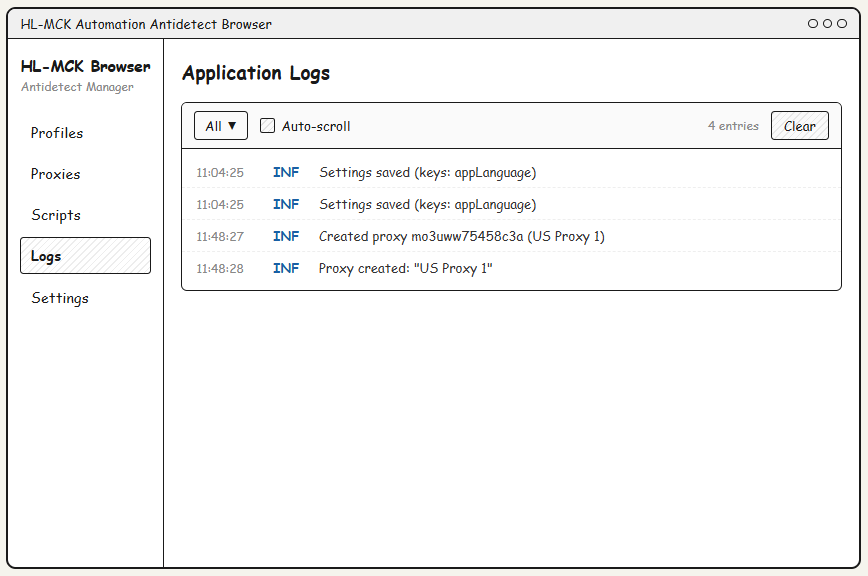 HL-MCK Automation Antidetect Browser
HL-MCK Browser
Antidetect Manager
Profiles
Proxies
Scripts
Logs
Settings
Application Logs
All ▼ Auto-scroll 4 entries Clear
11:04:25 INF Settings saved (keys: appLanguage)
11:04:25 INF Settings saved (keys: appLanguage)
11:48:27 INF Created proxy mo3uww75458c3a (US Proxy 1)
11:48:28 INF Proxy created: "US Proxy 1"